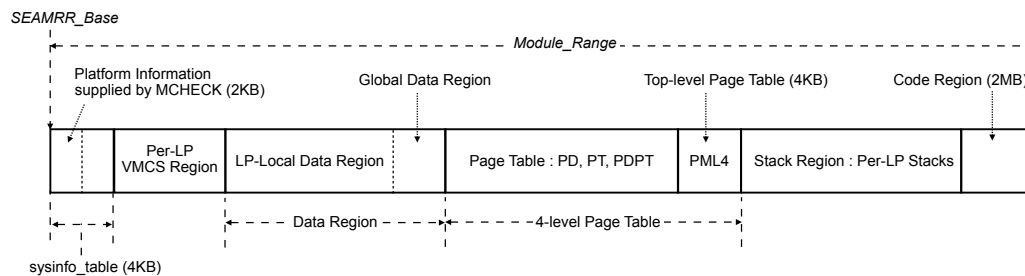 SEAMRR_Base
Module_Range
Platform Information
supplied by MCHECK (2KB)
Global Data Region
Top-level Page Table (4KB)
Code Region (2MB)
Per-LP
VMCS Region
LP-Local Data Region
Page Table : PD, PT, PDPT
PML4
Stack Region : Per-LP Stacks
Data Region
4-level Page Table
sysinfo_table (4KB)